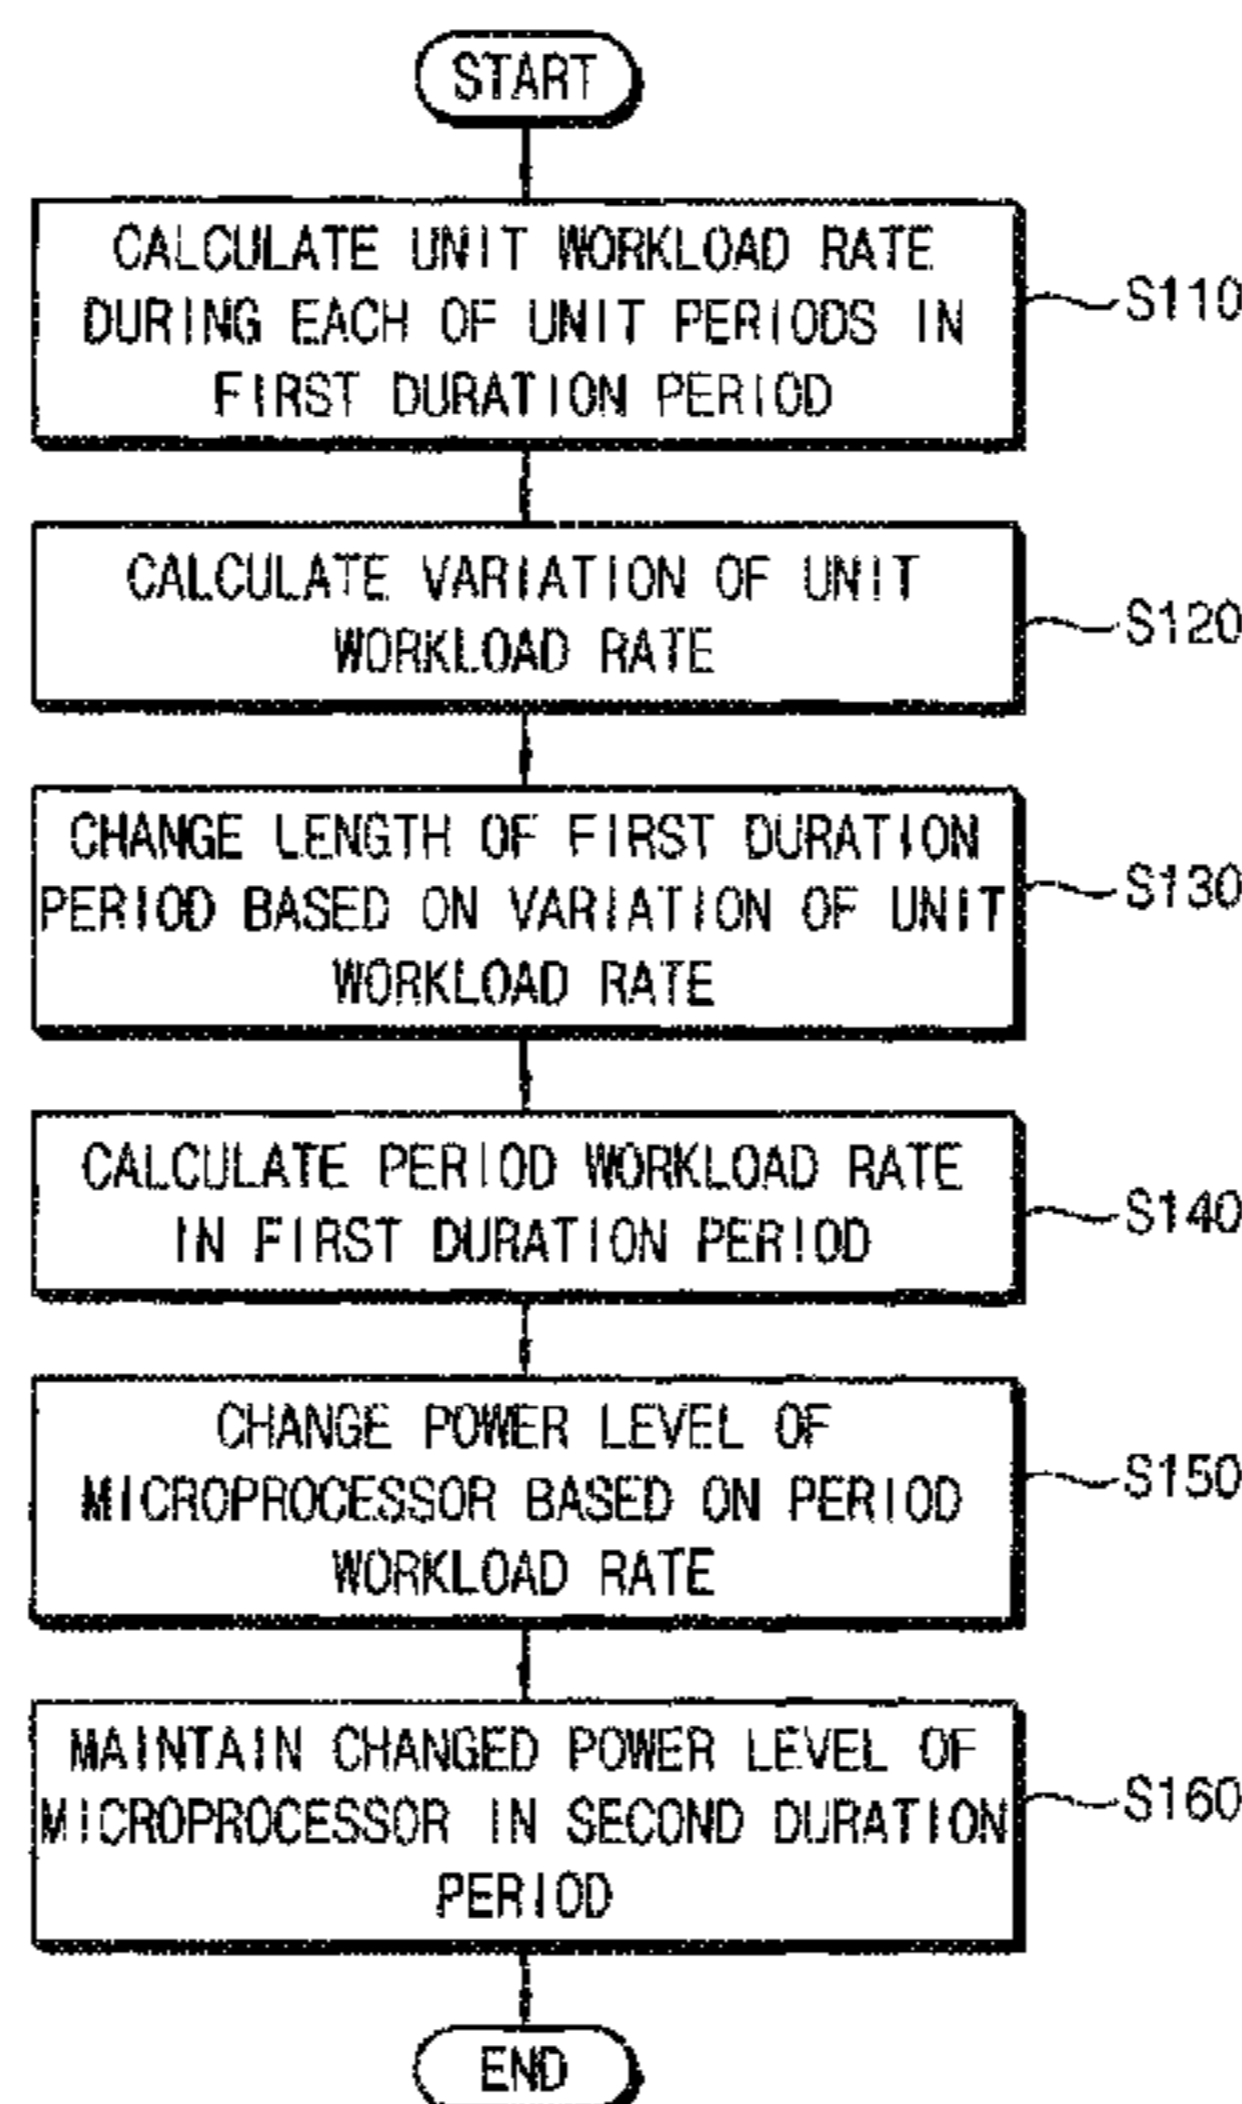 START
CALCULATE UNIT WORKLOAD RATE
DURING EACH OF UNIT PERIODS IN
FIRST DURATION PERIOD
S110
CALCULATE VARIATION OF UNIT
WORKLOAD RATE
S120
CHANGE LENGTH OF FIRST DURATION
PERIOD BASED ON VARIATION OF UNIT
WORKLOAD RATE
S130
CALCULATE PERIOD WORKLOAD RATE
IN FIRST DURATION PERIOD
S140
CHANGE POWER LEVEL OF
MICROPROCESSOR BASED ON PERIOD
WORKLOAD RATE
S150
MAINTAIN CHANGED POWER LEVEL OF
MICROPROCESSOR IN SECOND DURATION
PERIOD
S160
END